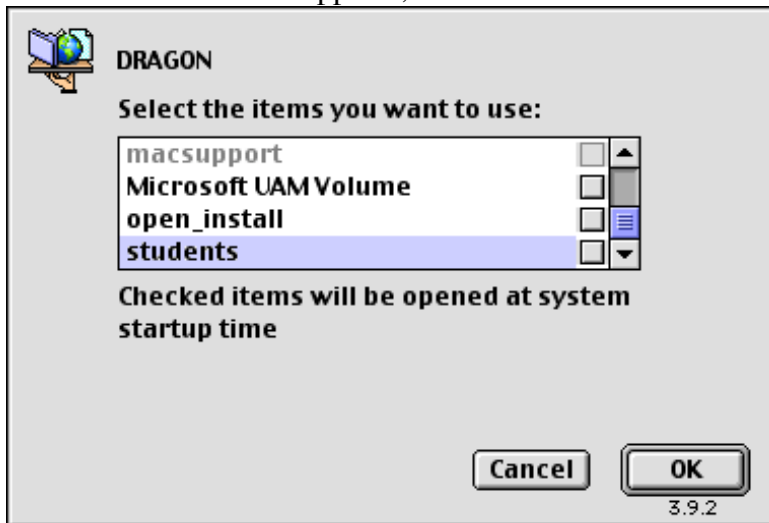 DRAGON
Select the items you want to use:
macsupport
Microsoft UAM Volume
open_install
students
Checked items will be opened at system
startup time
Cancel
OK
3.9.2